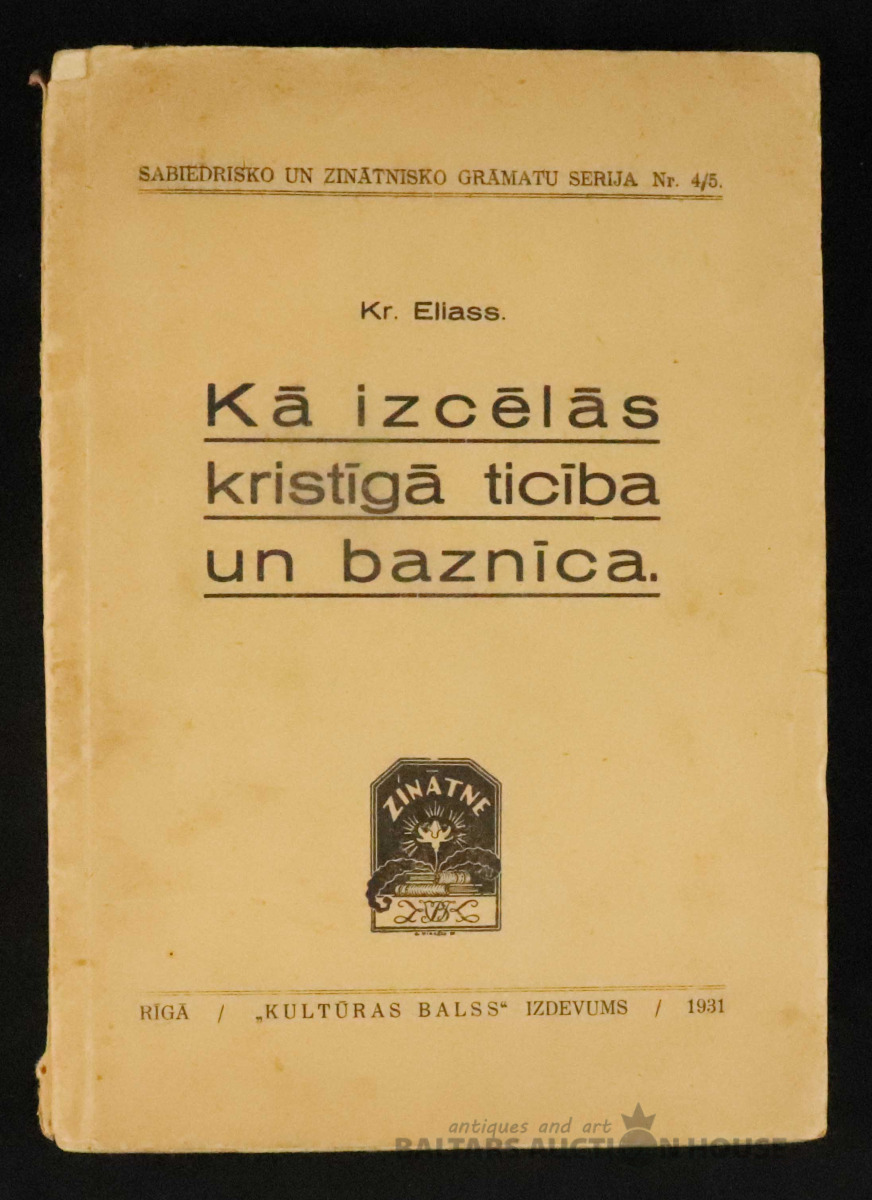 SABIEDRISKO UN ZINĀTNISKO GRĀMATU SERIJA Nr. 4/5.
Kr. Eliass.
Kā izcēlās
kristīgā ticība
un baznīca.
ZINĀTNE
RĪGĀ / „KULTŪRAS BALSS“ IZDEVUMS / 1931
antiques and art
BALTARS AUCTION HOUSE